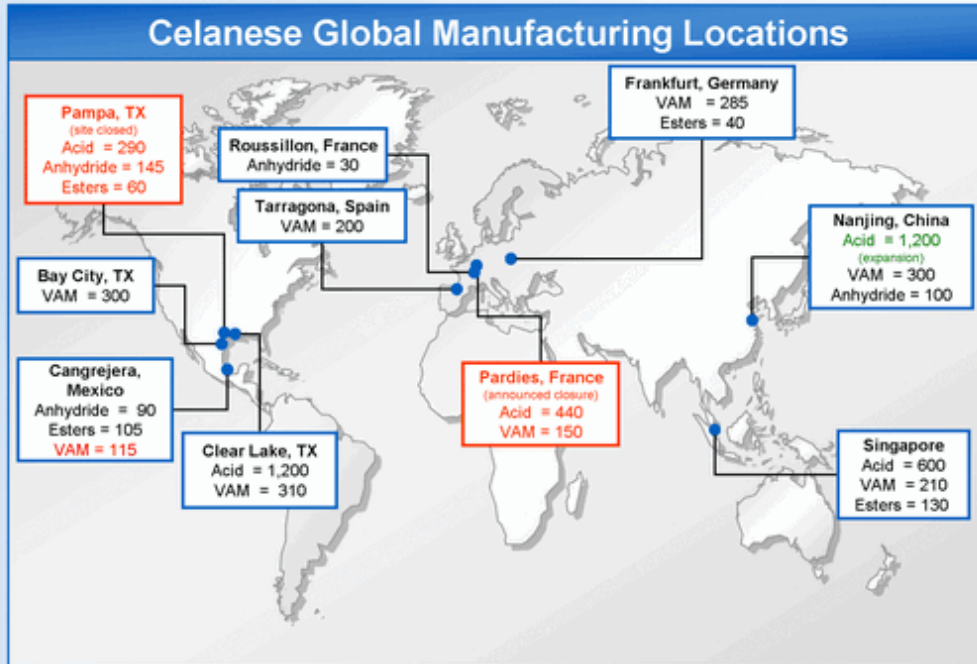 Celanese Global Manufacturing Locations
Pampa, TX
(site closed)
Acid = 290
Anhydride = 145
Esters = 60
Roussillon, France
Anhydride = 30
Tarragona, Spain
VAM = 200
Frankfurt, Germany
VAM = 285
Esters = 40
Nanjing, China
Acid = 1,200
(expansion)
VAM = 300
Anhydride = 100
Bay City, TX
VAM = 300
Cangrejera,
Mexico
Anhydride = 90
Esters = 105
VAM = 115
Clear Lake, TX
Acid = 1,200
VAM = 310
Pardies, France
(announced closure)
Acid = 440
VAM = 150
Singapore
Acid = 600
VAM = 210
Esters = 130